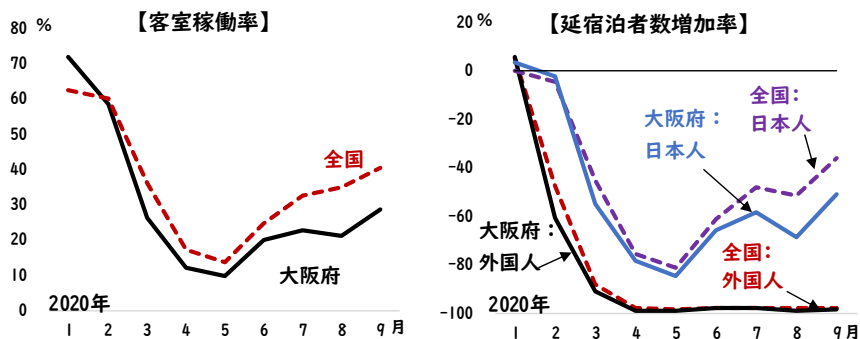 【客室稼働率】
%
80
70
60
50
40
30
20
10
0
全国
大阪府
2020年
1 2 3 4 5 6 7 8 9 月
【延宿泊者数増加率】
%
20
0
-20
-40
-60
-80
-100
全国：
日本人
大阪府：
日本人
大阪府：
外国人
全国：
外国人
2020年
1 2 3 4 5 6 7 8 9 月